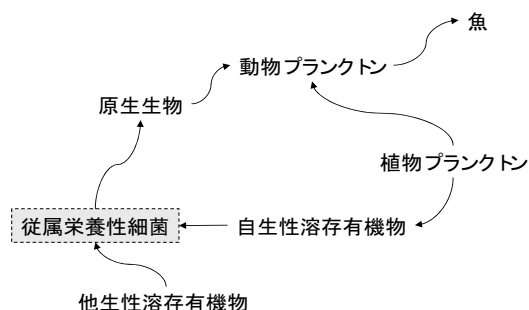 魚
動物プランクトン
原生生物
植物プランクトン
従属栄養性細菌
自生性溶存有機物
他生性溶存有機物